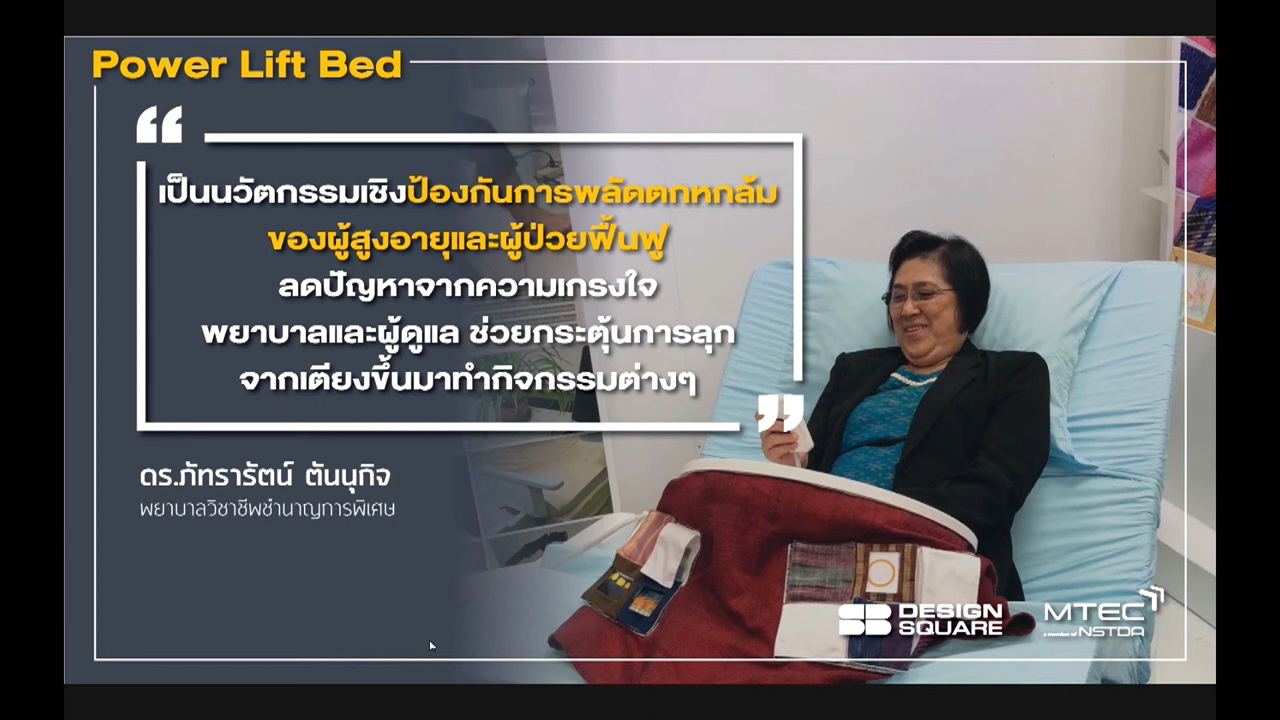 Power Lift Bed
“
เป็นนวัตกรรมเชิงป้องกันการพลัดตกหกล้ม
ของผู้สูงอายุและผู้ป่วยฟื้นฟู
ลดปัญหาจากความเกรงใจ
พยาบาลและผู้ดูแล ช่วยกระตุ้นการลุก
จากเตียงขึ้นมาทำกิจกรรมต่างๆ
”
ดร.ภัทรารัตน์ ตันนุกิจ
พยาบาลวิชาชีพชำนาญการพิเศษ
DESIGN
SQUARE
MTEC
a member of NSTDA